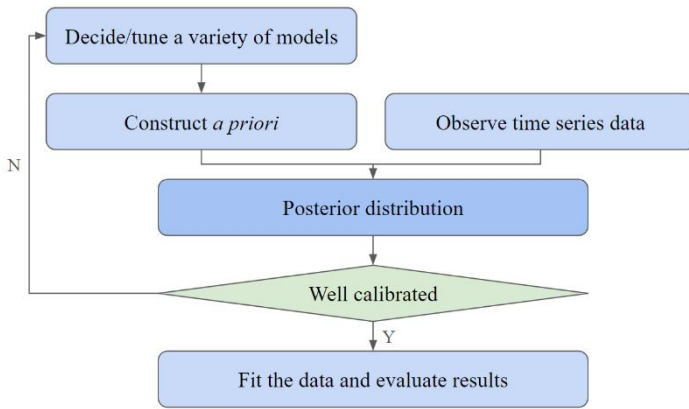 Decide/tune a variety of models
Construct a priori
Observe time series data
N
Posterior distribution
Well calibrated
Y
Fit the data and evaluate results